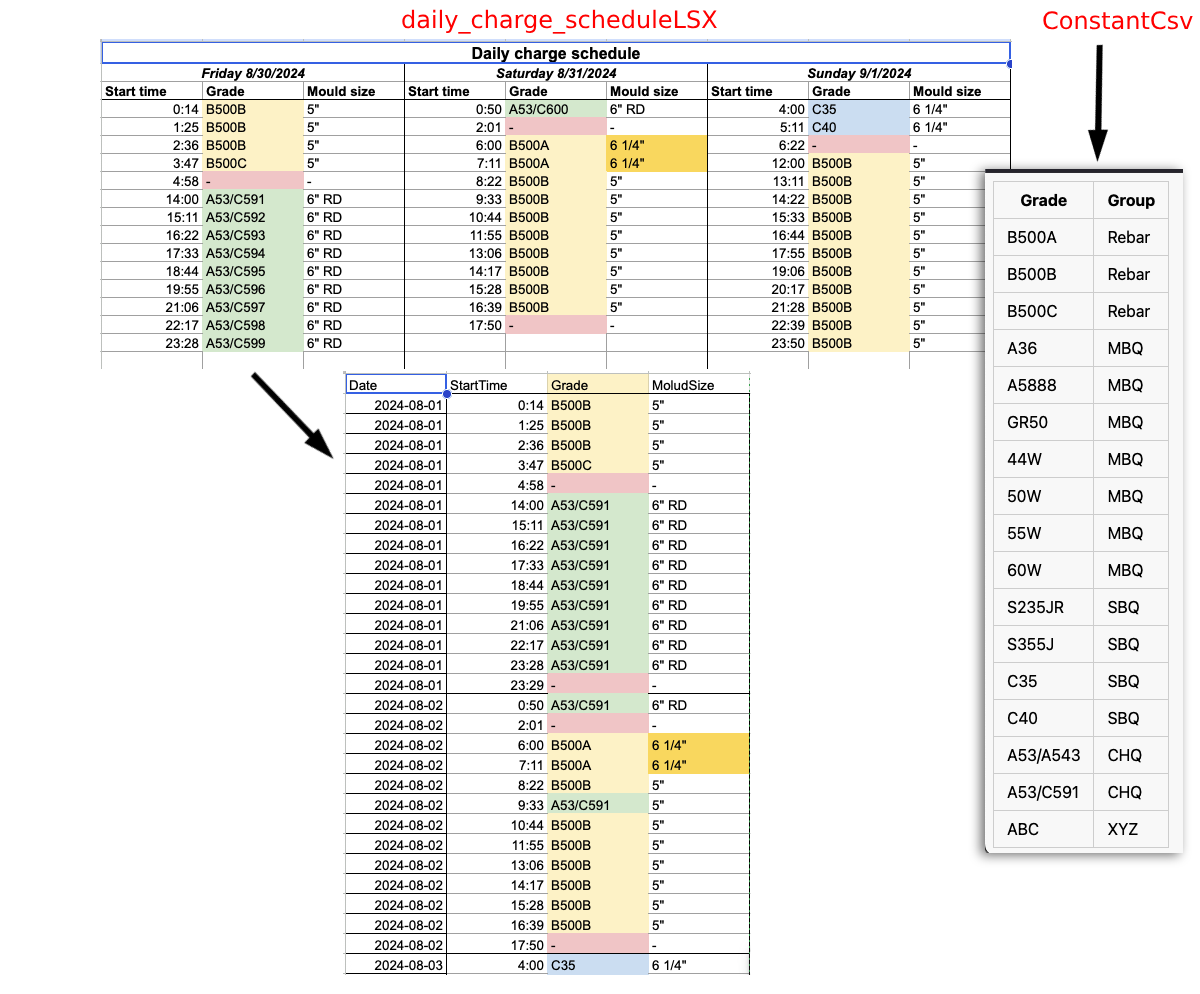 daily_charge_scheduleLSX
ConstantCsv
Daily charge schedule
Friday 8/30/2024 Saturday 8/31/2024 Sunday 9/1/2024
Start time Grade Mould size Start time Grade Mould size Start time Grade Mould size
0:14 B500B 5" 0:50 A53/C600 6" RD 4:00 C35 6 1/4"
1:25 B500B 5" 2:01 - - 5:11 C40 6 1/4"
2:36 B500B 5" 6:00 B500A 6 1/4" 6:22 - -
3:47 B500C 5" 7:11 B500A 6 1/4" 12:00 B500B 5"
4:58 - - 8:22 B500B 5" 13:11 B500B 5"
14:00 A53/C591 6" RD 9:33 B500B 5" 14:22 B500B 5"
15:11 A53/C592 6" RD 10:44 B500B 5" 15:33 B500B 5"
16:22 A53/C593 6" RD 11:55 B500B 5" 16:44 B500B 5"
17:33 A53/C594 6" RD 13:06 B500B 5" 17:55 B500B 5"
18:44 A53/C595 6" RD 14:17 B500B 5" 19:06 B500B 5"
19:55 A53/C596 6" RD 15:28 B500B 5" 20:17 B500B 5"
21:06 A53/C597 6" RD 16:39 B500B 5" 21:28 B500B 5"
22:17 A53/C598 6" RD 17:50 - - 22:39 B500B 5"
23:28 A53/C599 6" RD 23:50 B500B 5"
Date StartTime Grade MoludSize
2024-08-01 0:14 B500B 5"
2024-08-01 1:25 B500B 5"
2024-08-01 2:36 B500B 5"
2024-08-01 3:47 B500C 5"
2024-08-01 4:58 - -
2024-08-01 14:00 A53/C591 6" RD
2024-08-01 15:11 A53/C591 6" RD
2024-08-01 16:22 A53/C591 6" RD
2024-08-01 17:33 A53/C591 6" RD
2024-08-01 18:44 A53/C591 6" RD
2024-08-01 19:55 A53/C591 6" RD
2024-08-01 21:06 A53/C591 6" RD
2024-08-01 22:17 A53/C591 6" RD
2024-08-01 23:28 A53/C591 6" RD
2024-08-01 23:29 - -
2024-08-02 0:50 A53/C591 6" RD
2024-08-02 2:01 - -
2024-08-02 6:00 B500A 6 1/4"
2024-08-02 7:11 B500A 6 1/4"
2024-08-02 8:22 B500B 5"
2024-08-02 9:33 A53/C591 5"
2024-08-02 10:44 B500B 5"
2024-08-02 11:55 B500B 5"
2024-08-02 13:06 B500B 5"
2024-08-02 14:17 B500B 5"
2024-08-02 15:28 B500B 5"
2024-08-02 16:39 B500B 5"
2024-08-02 17:50 - -
2024-08-03 4:00 C35 6 1/4"
Grade Group
B500A Rebar
B500B Rebar
B500C Rebar
A36 MBQ
A5888 MBQ
GR50 MBQ
44W MBQ
50W MBQ
55W MBQ
60W MBQ
S235JR SBQ
S355J SBQ
C35 SBQ
C40 SBQ
A53/A543 CHQ
A53/C591 CHQ
ABC XYZ